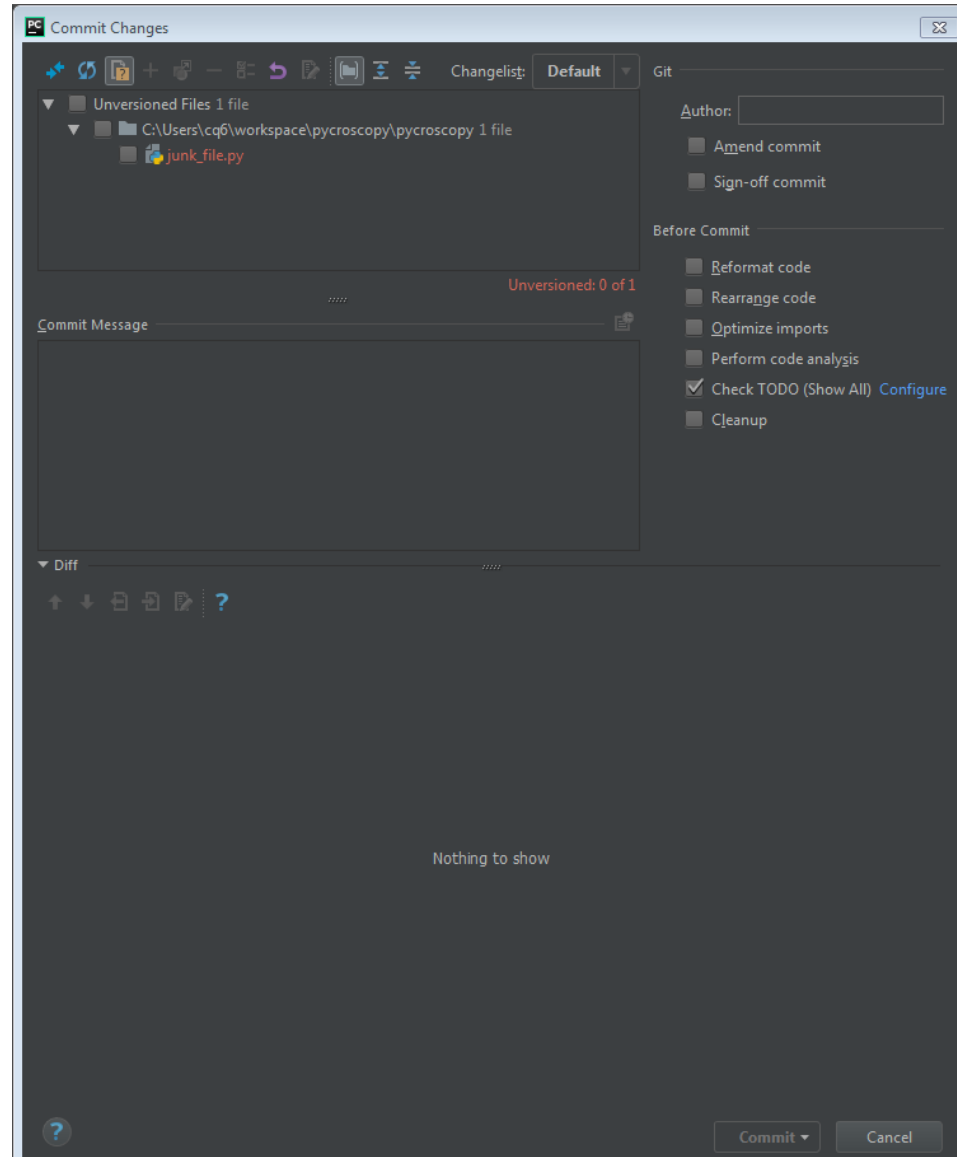 PC Commit Changes
Changelist: Default
Unversioned Files 1 file
C:\Users\cq6\workspace\pycroscopy\pycroscopy 1 file
junk_file.py
Unversioned: 0 of 1
Commit Message
Git
Author:
Amend commit
Sign-off commit
Before Commit
Reformat code
Rearrange code
Optimize imports
Perform code analysis
Check TODO (Show All) Configure
Cleanup
Diff
?
Nothing to show
?
Commit
Cancel